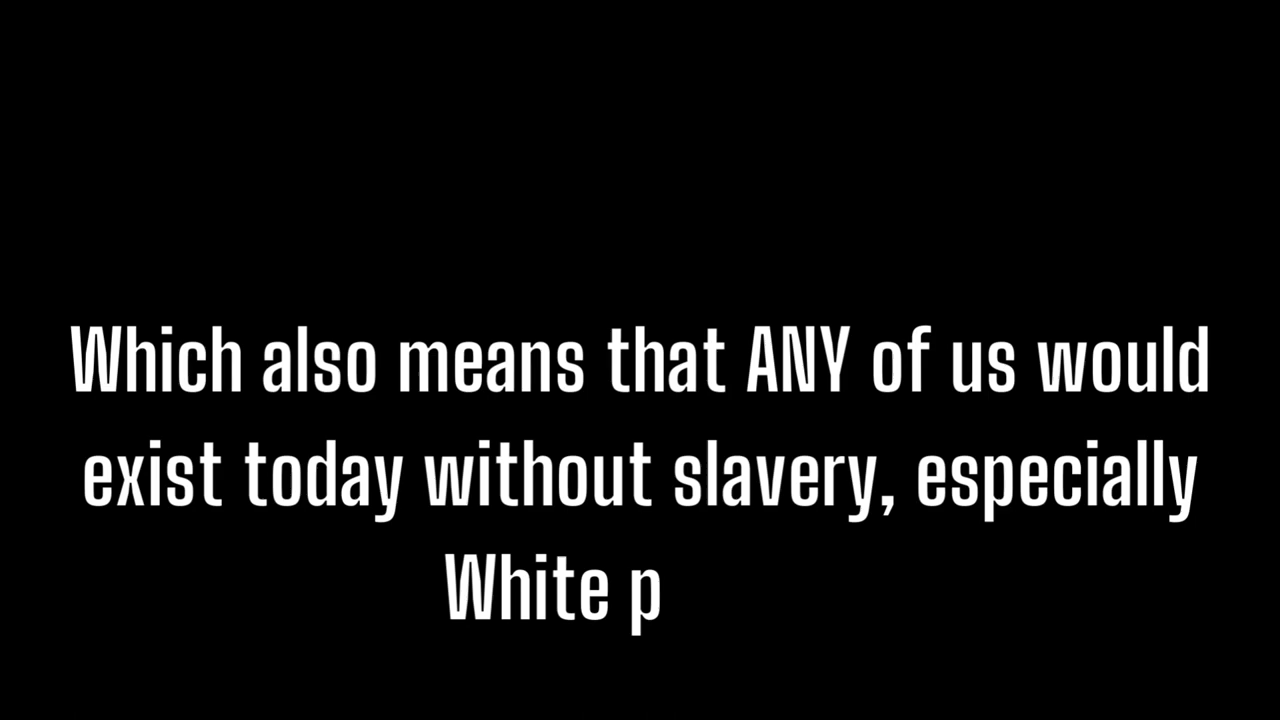 Which also means that ANY of us would
exist today without slavery, especially
White p